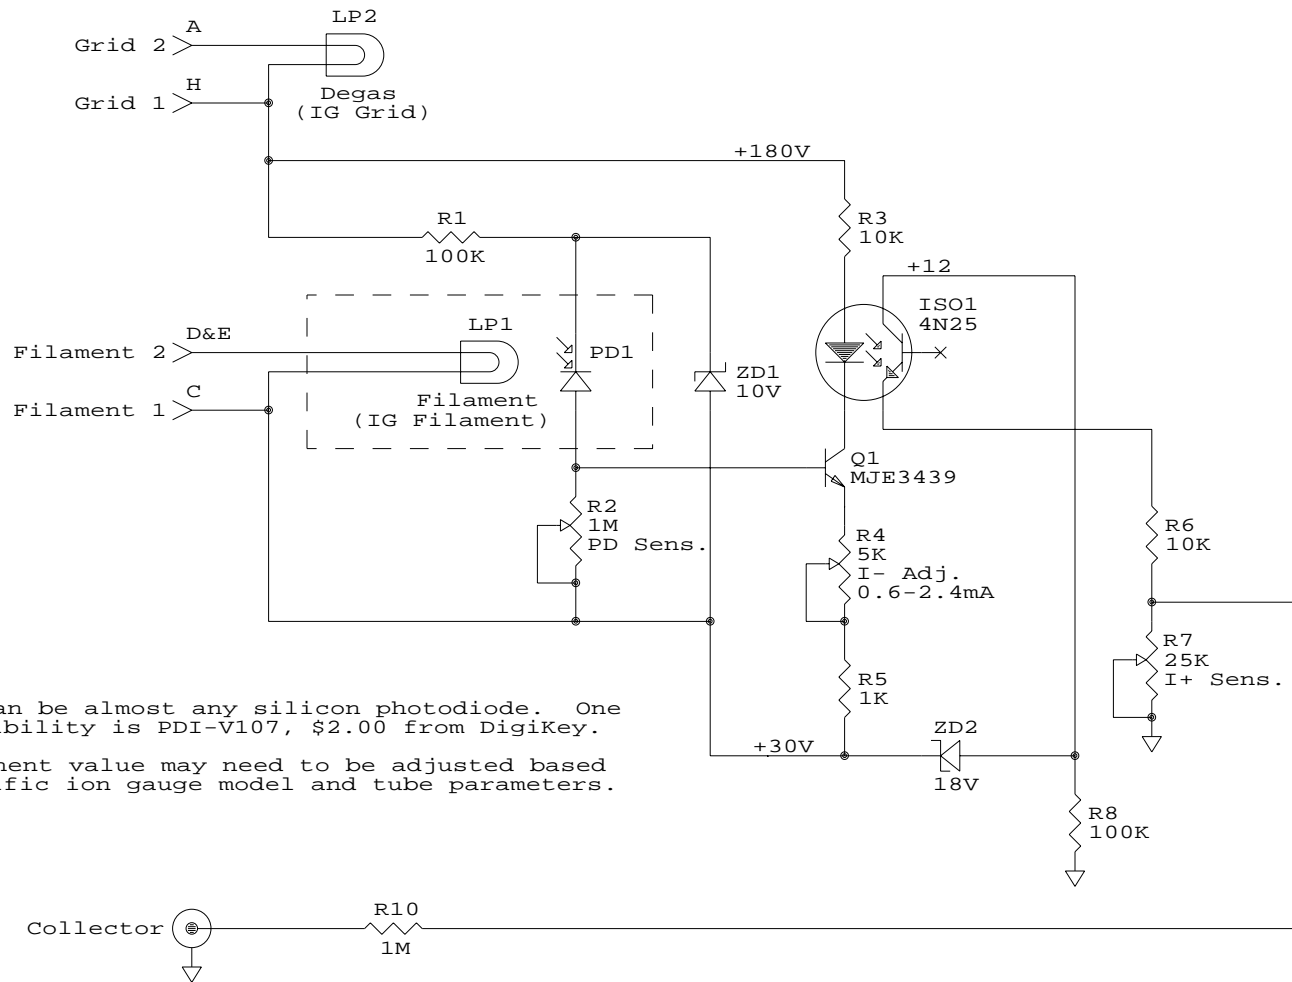 LP2
A
Grid 2
H
Grid 1
Degas
(IG Grid)
+180V
R1
100K
R3
10K
+12
ISO1
4N25
D&E
LP1
Filament 2
PD1
C
Filament 1
Filament
(IG Filament)
ZD1
10V
Q1
MJE3439
R2
1M
PD Sens.
R4
5K
I- Adj.
0.6-2.4mA
R6
10K
R7
25K
I+ Sens.
R5
1K
an be almost any silicon photodiode. One
bility is PDI-V107, $2.00 from DigiKey.
+30V
ZD2
18V
ment value may need to be adjusted based
ific ion gauge model and tube parameters.
R8
100K
Collector
R10
1M